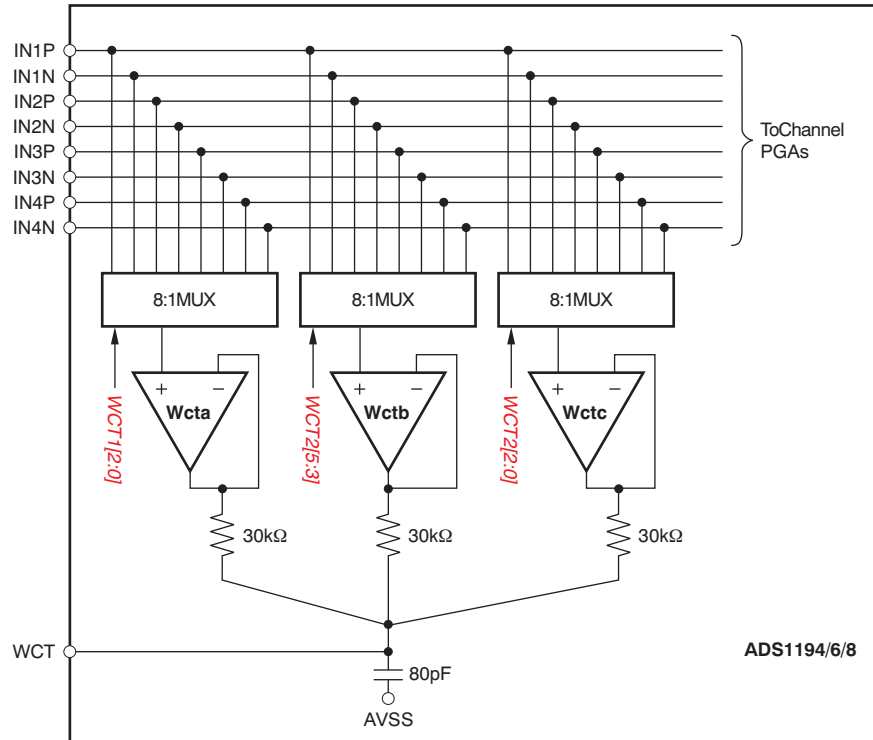 IN1P
IN1N
IN2P
IN2N
IN3P
IN3N
IN4P
IN4N
ToChannel
PGAs
8:1MUX
8:1MUX
8:1MUX
+
−
Wcta
+
−
Wctb
+
−
Wctc
WCT1[2:0]
WCT2[5:3]
WCT2[2:0]
30kΩ
30kΩ
30kΩ
WCT
80pF
AVSS
ADS1194/6/8